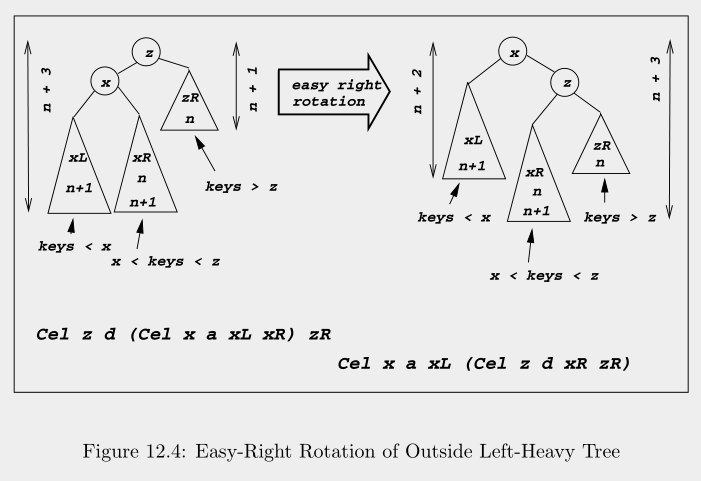 z
x
x
z
n + 3
n + 1
easy right
rotation
n + 2
n + 3
zR
n
xL
n+1
xR
n
n+1
keys > z
keys < x
x < keys < z
xL
n+1
xR
n
n+1
zR
n
keys < x
keys > z
x < keys < z
Cel z d (Cel x a xL xR) zR
Cel x a xL (Cel z d xR zR)
Figure 12.4: Easy-Right Rotation of Outside Left-Heavy Tree